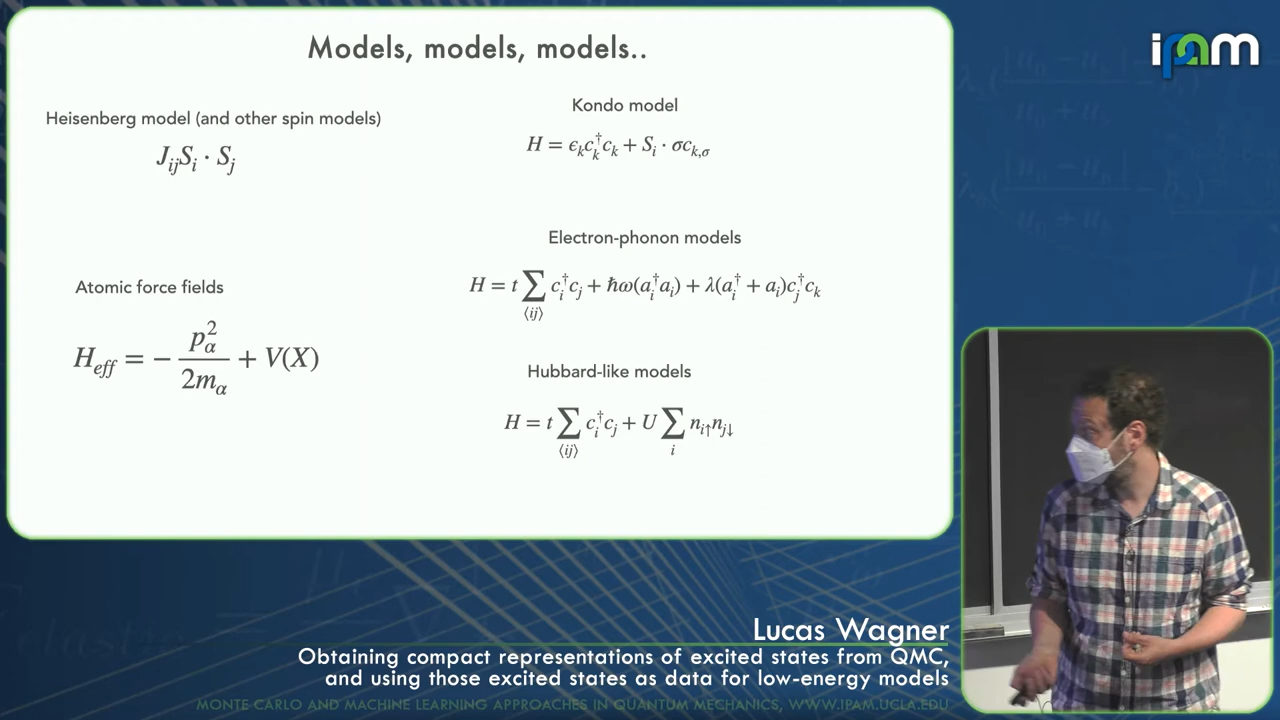 Models, models, models..
Heisenberg model (and other spin models)
J_{ij}S_i · S_j
Atomic force fields
H_{eff} = − \frac{p_α^2}{2m_α} + V(X)
Kondo model
H = ϵ_k c_k^† c_k + S_i · σc_{k,σ}
Electron-phonon models
H = t ∑_{⟨ij⟩} c_i^† c_j + ℏω(a_i^† a_i) + λ(a_i^† + a_i)c_j^† c_k
Hubbard-like models
H = t ∑_{⟨ij⟩} c_i^† c_j + U ∑_i n_{i↑}n_{j↓}
ipam
Lucas Wagner
Obtaining compact representations of excited states from QMC,
and using those excited states as data for low-energy models
MONTE CARLO AND MACHINE LEARNING APPROACHES IN QUANTUM MECHANICS, WWW.IPAM.UCLA.EDU